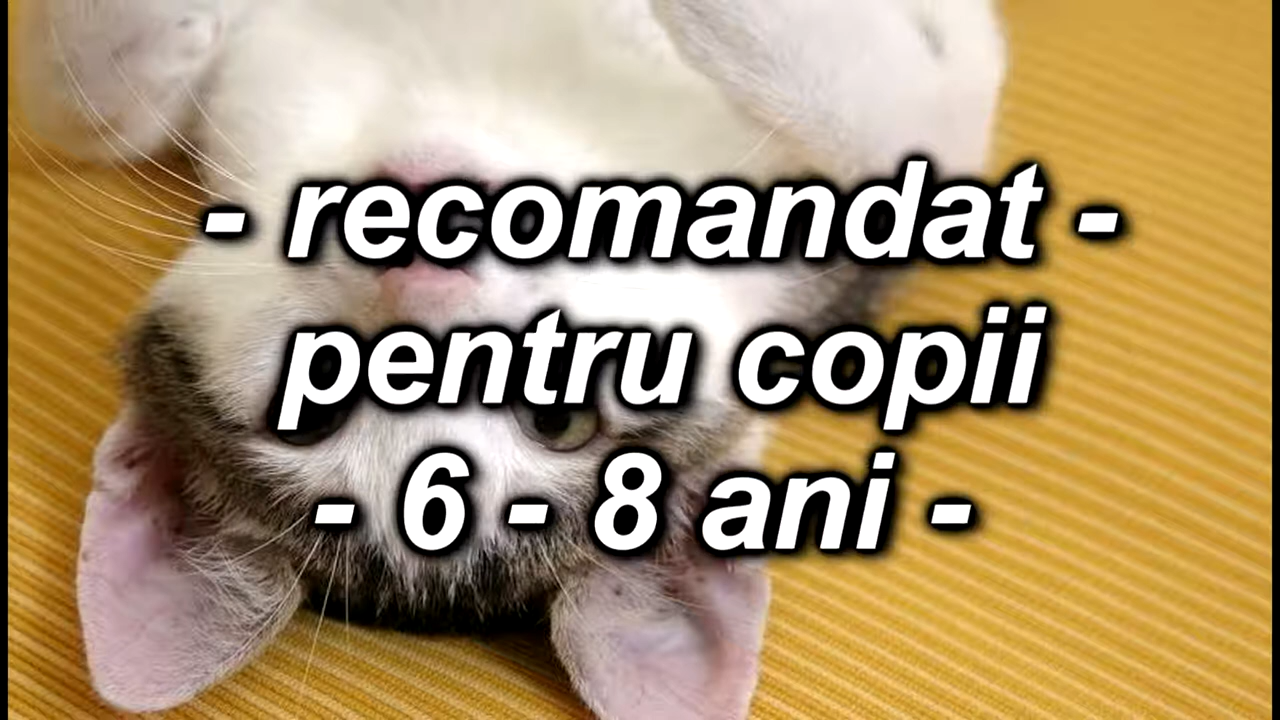 - recomandat -
pentru copii
- 6 - 8 ani -